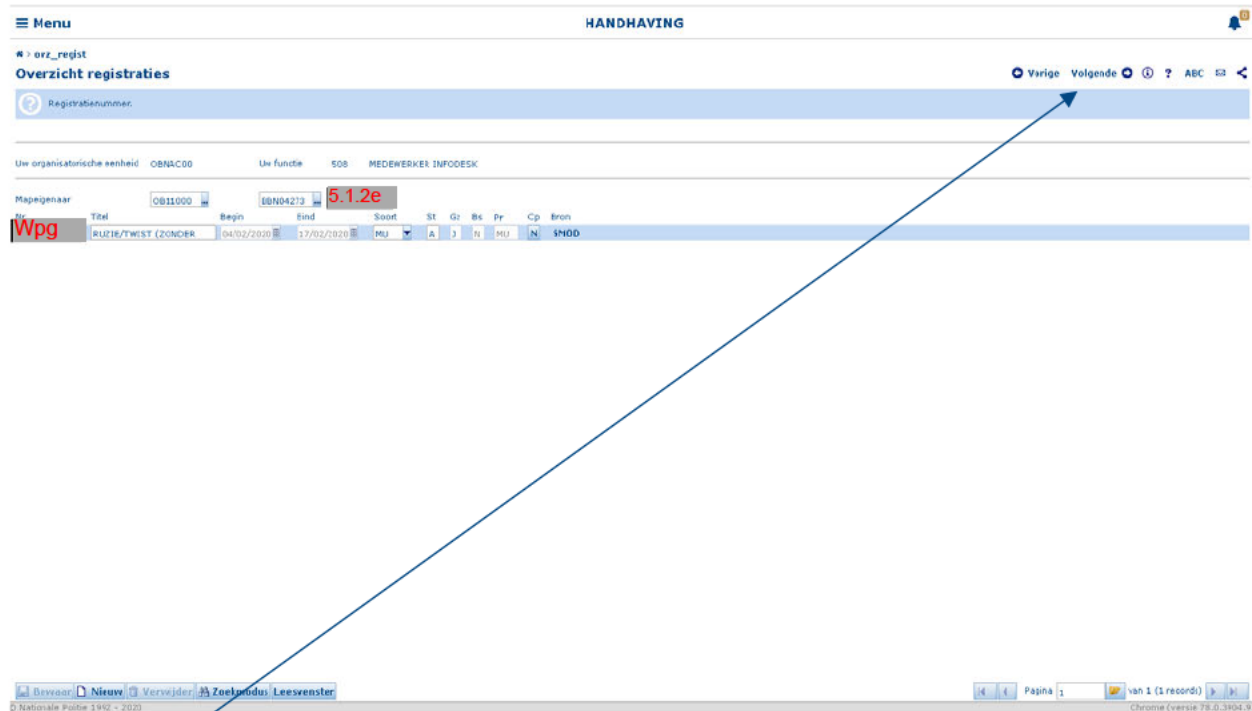 Menu HANDHAVING
> orz_regist
Overzicht registraties Vorige Volgende ? ABC
Registratienummer.
Uw organisatorische eenheid OBNAC00 Uw functie 508 MEDEWERKER INFODESK
Mapeigenaar OB11000 BBN04273 5.1.2e
Nr Titel Begin Eind Soort St Gz Bs Pr Cp Bron
Wpg RUZIE/TWIST (ZONDER 04/02/2020 17/02/2020 MU A J N MU N SMOD
Bewaar Nieuw Verwijder Zoekmodus Leesvenster Pagina 1 van 1 (1 records)
© Nationale Politie 1992 - 2020 Chrome (versie 78.0.3904.9